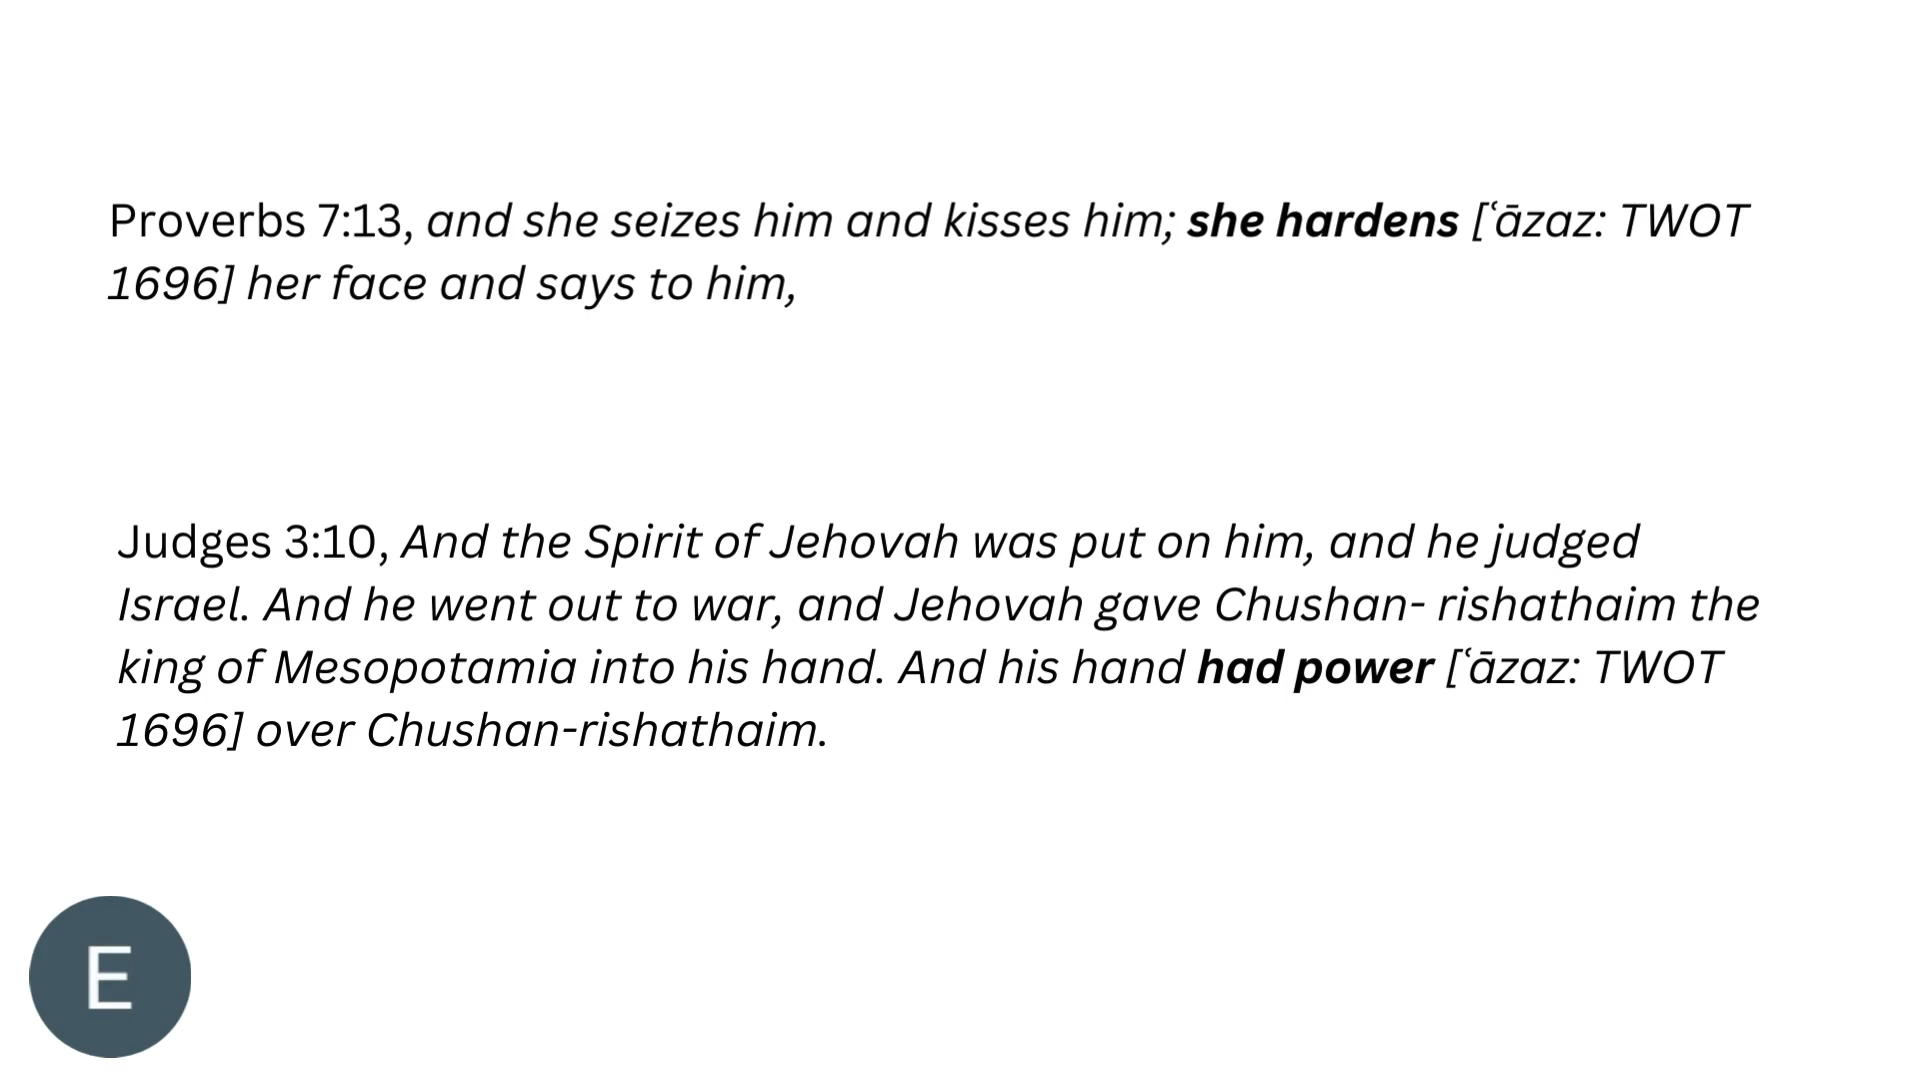 Proverbs 7:13, and she seizes him and kisses him; she hardens [ʿāzaz: TWOT
1696] her face and says to him,
Judges 3:10, And the Spirit of Jehovah was put on him, and he judged
Israel. And he went out to war, and Jehovah gave Chushan- rishathaim the
king of Mesopotamia into his hand. And his hand had power [ʿāzaz: TWOT
1696] over Chushan-rishathaim.
E